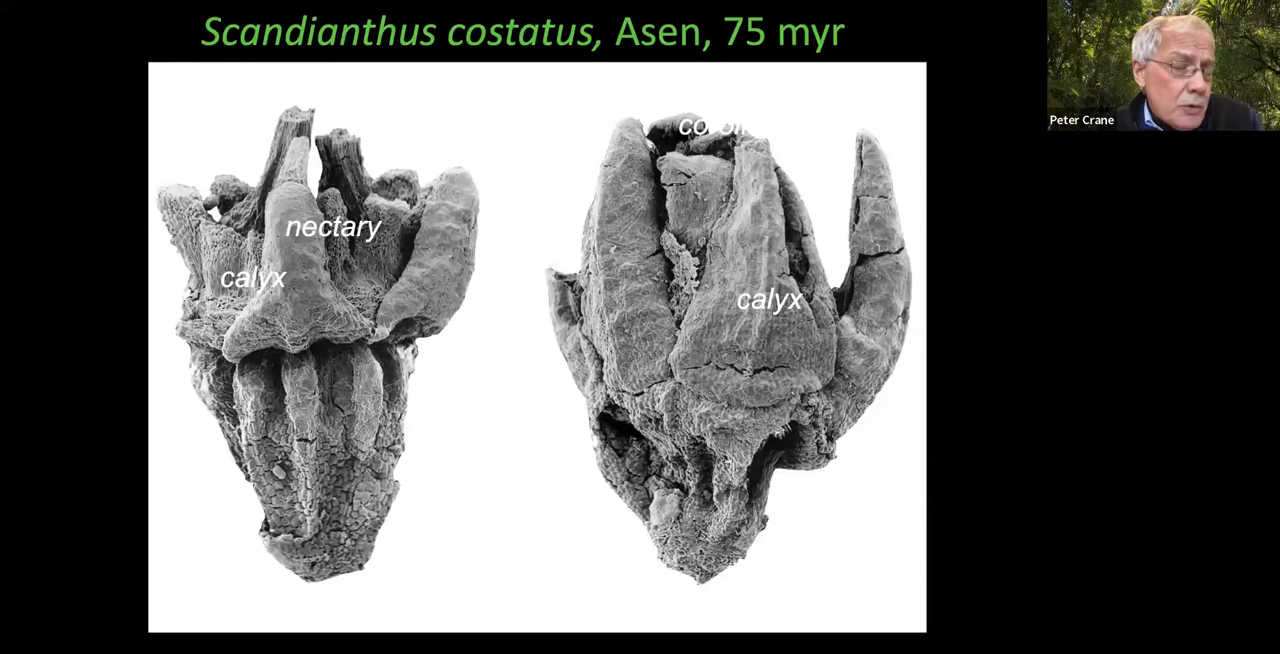 Scandianthus costatus, Asen, 75 myr
Peter Crane
nectary
calyx
calyx